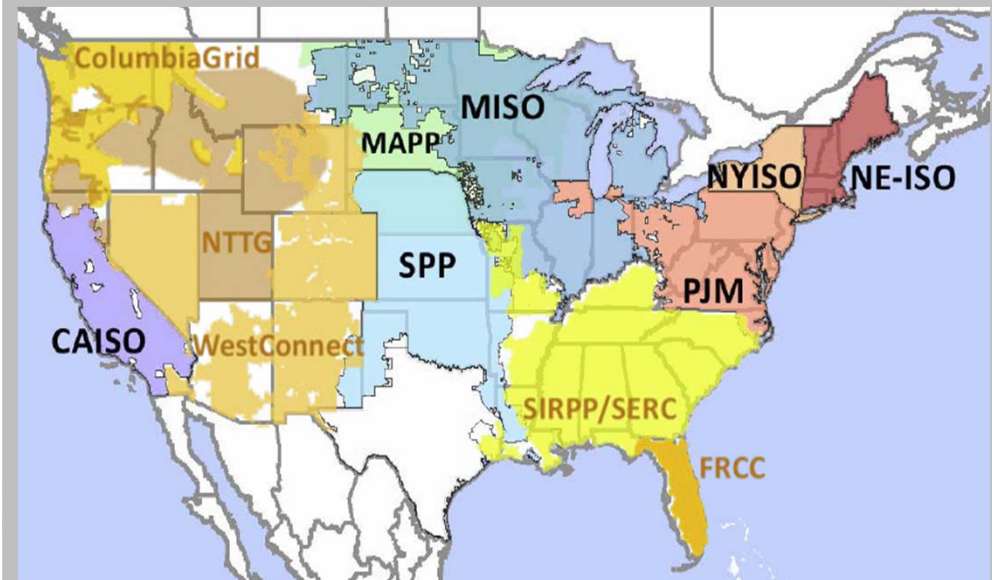 ColumbiaGrid
MISO
MAPP
NYISO
NE-ISO
NTTG
SPP
PJM
CAISO
WestConnect
SIRPP/SERC
FRCC